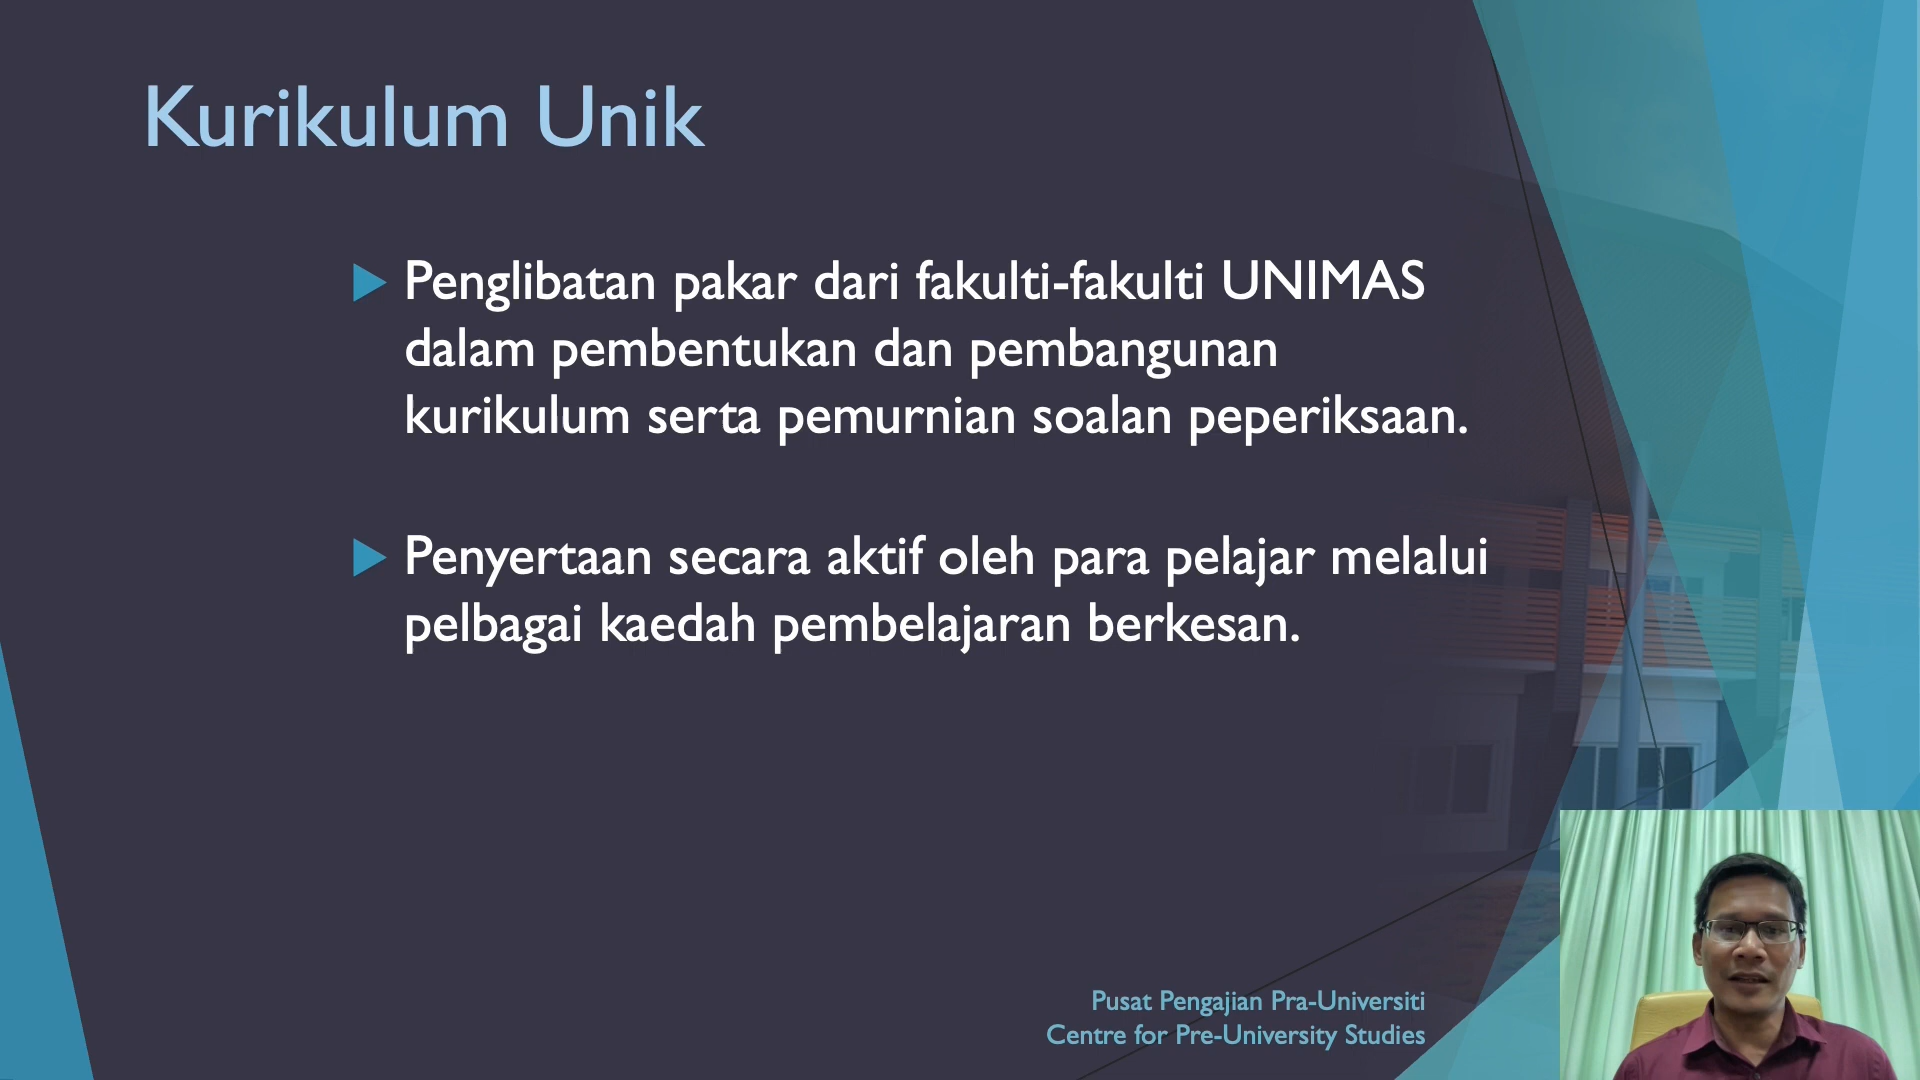 Kurikulum Unik
Penglibatan pakar dari fakulti-fakulti UNIMAS
dalam pembentukan dan pembangunan
kurikulum serta pemurnian soalan peperiksaan.
Penyertaan secara aktif oleh para pelajar melalui
pelbagai kaedah pembelajaran berkesan.
Pusat Pengajian Pra-Universiti
Centre for Pre-University Studies